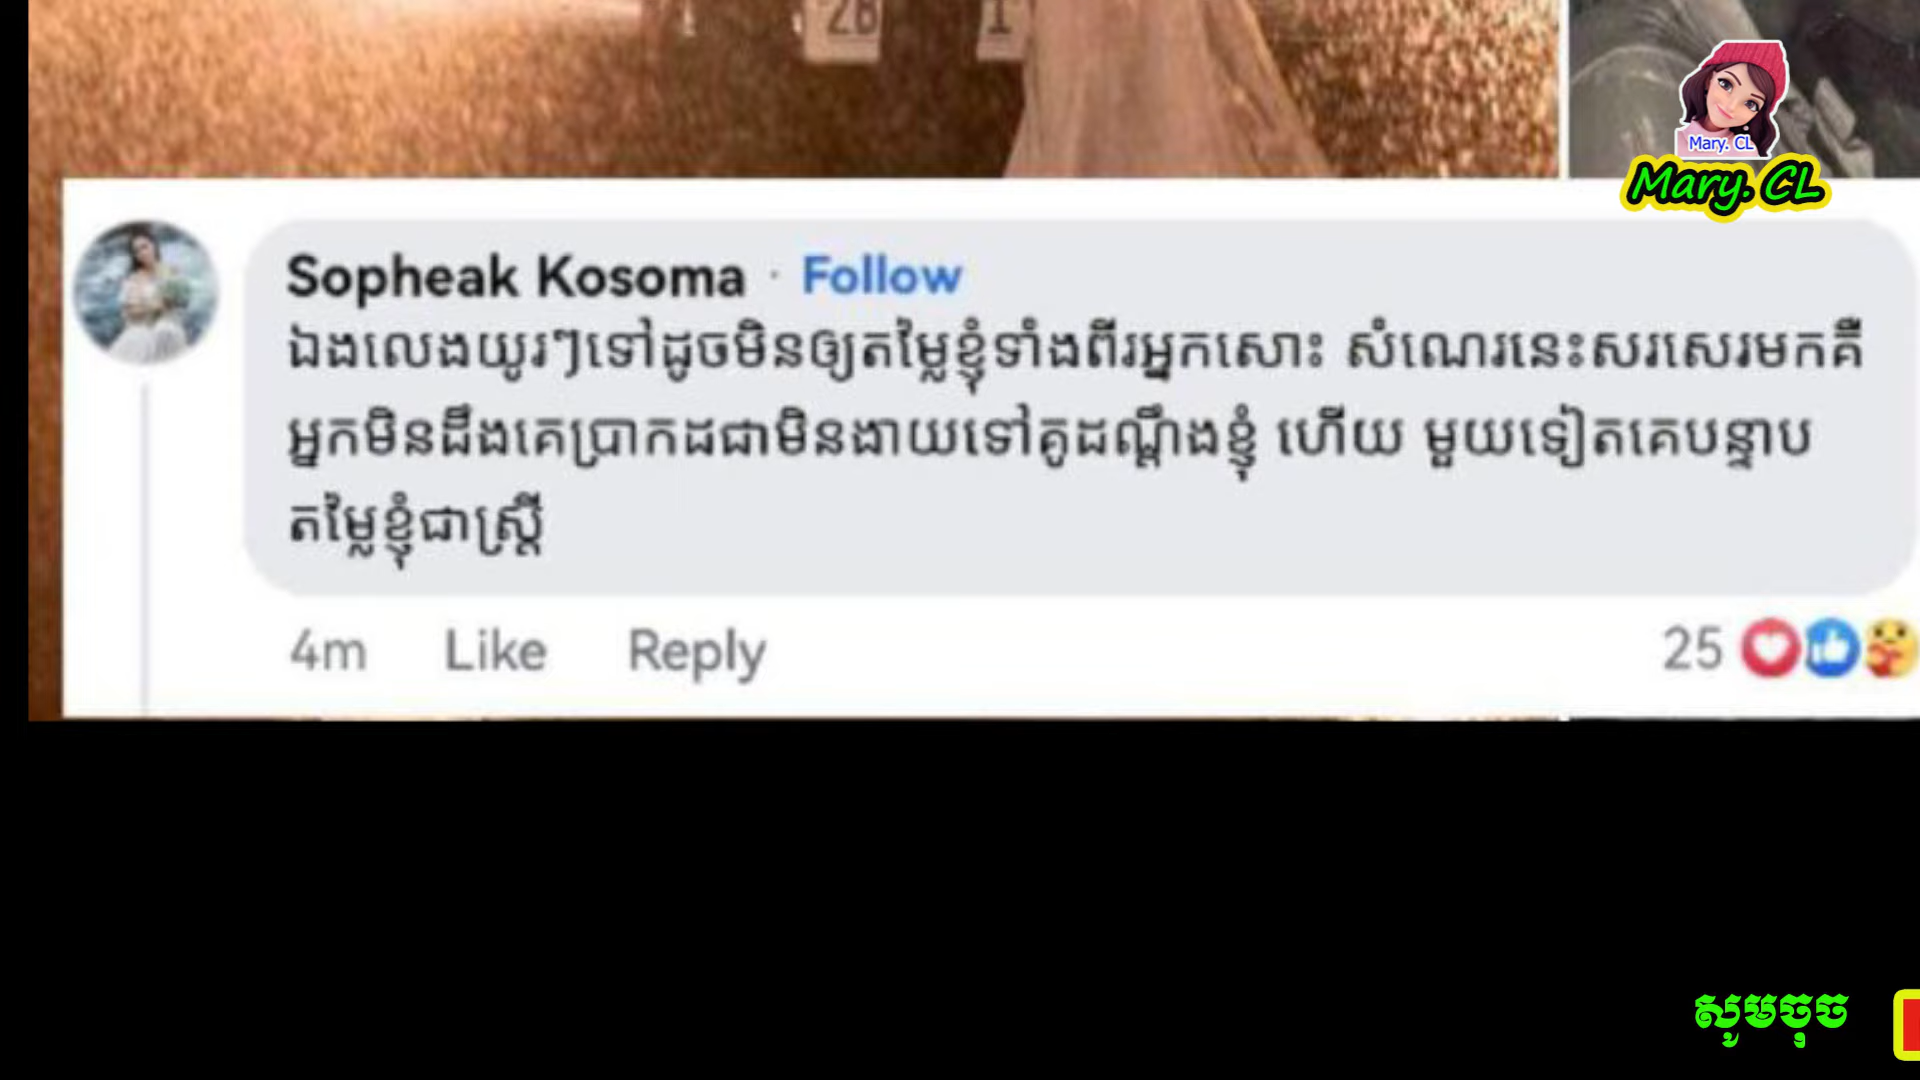 28
1
Mary. CL
Mary. CL
Sopheak Kosoma · Follow
ឯងលេងយូរៗទៅដូចមិនឲ្យតម្លៃខ្ញុំទាំងពីរអ្នកសោះ សំណេរនេះសរសេរមកគឺ
អ្នកមិនដឹងគេប្រាកដជាមិនងាយទៅគូដណ្ដឹងខ្ញុំ ហើយ មួយទៀតគេបន្ទាប
តម្លៃខ្ញុំជាស្ត្រី
4m Like Reply 25
សូមចុច